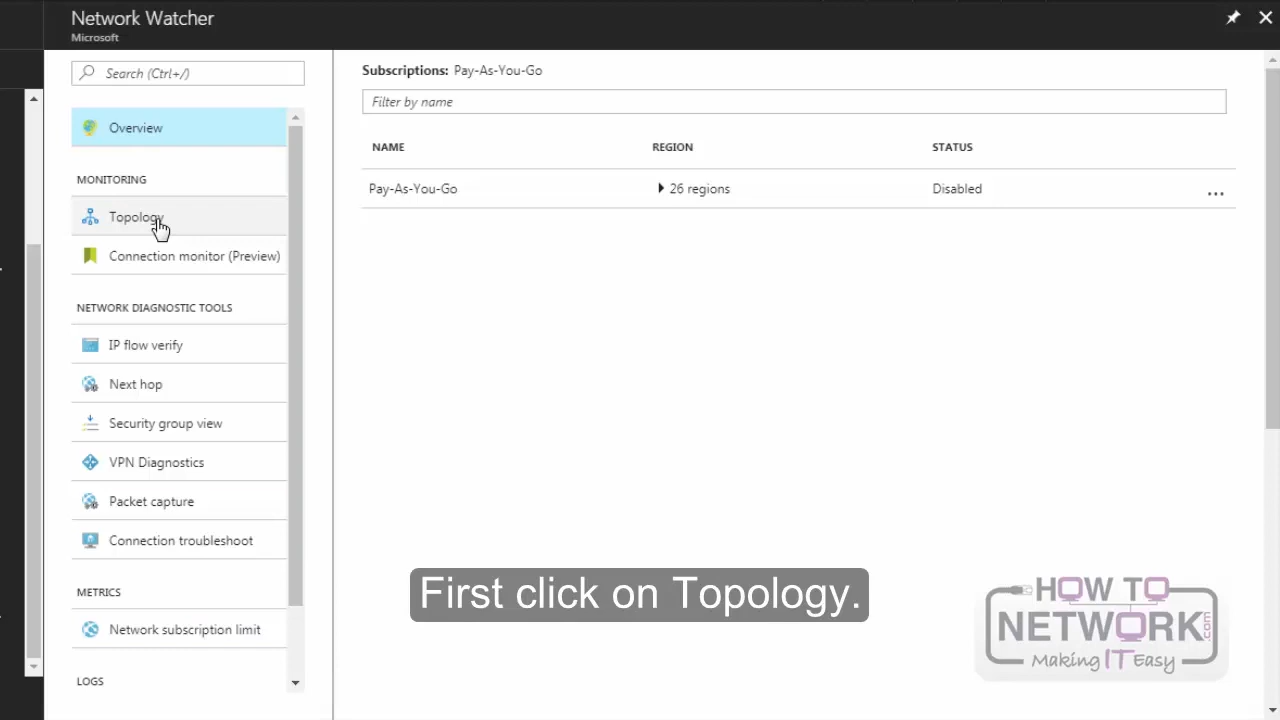 Network Watcher
Microsoft
Search (Ctrl+/)
Overview
MONITORING
Topology
Connection monitor (Preview)
NETWORK DIAGNOSTIC TOOLS
IP flow verify
Next hop
Security group view
VPN Diagnostics
Packet capture
Connection troubleshoot
METRICS
Network subscription limit
LOGS
Subscriptions: Pay-As-You-Go
Filter by name
NAME REGION STATUS
Pay-As-You-Go 26 regions Disabled
...
First click on Topology.
HOW TO
NETWORK.com
Making IT Easy